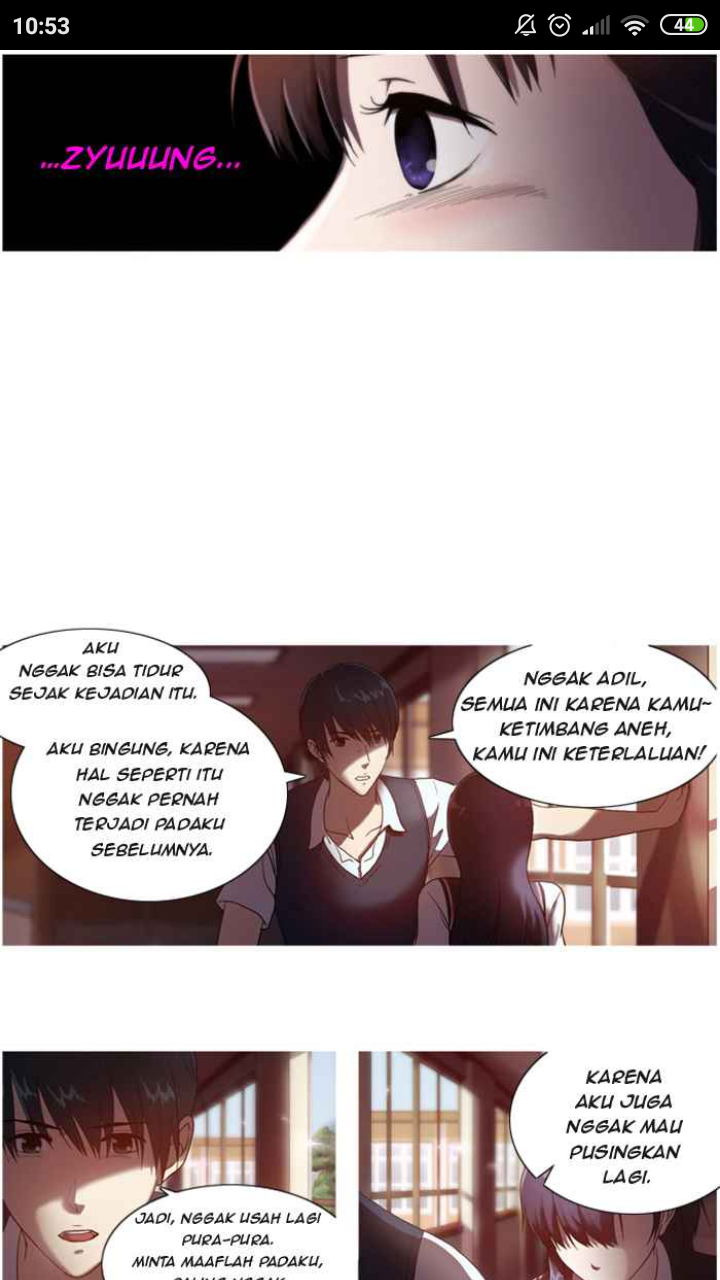 10:53
44
...ZYUUUNG...
AKU
NGGAK BISA TIDUR
SEJAK KEJADIAN ITU.
AKU BINGUNG, KARENA
HAL SEPERTI ITU
NGGAK PERNAH
TERJADI PADAKU
SEBELUMNYA.
NGGAK ADIL,
SEMUA INI KARENA KAMU~
KETIMBANG ANEH,
KAMU INI KETERLALUAN!
JADI, NGGAK USAH LAGI
PURA-PURA.
MINTA MAAFLAH PADAKU,
PALING NGGAK
KARENA
AKU JUGA
NGGAK MAU
PUSINGKAN
LAGI.